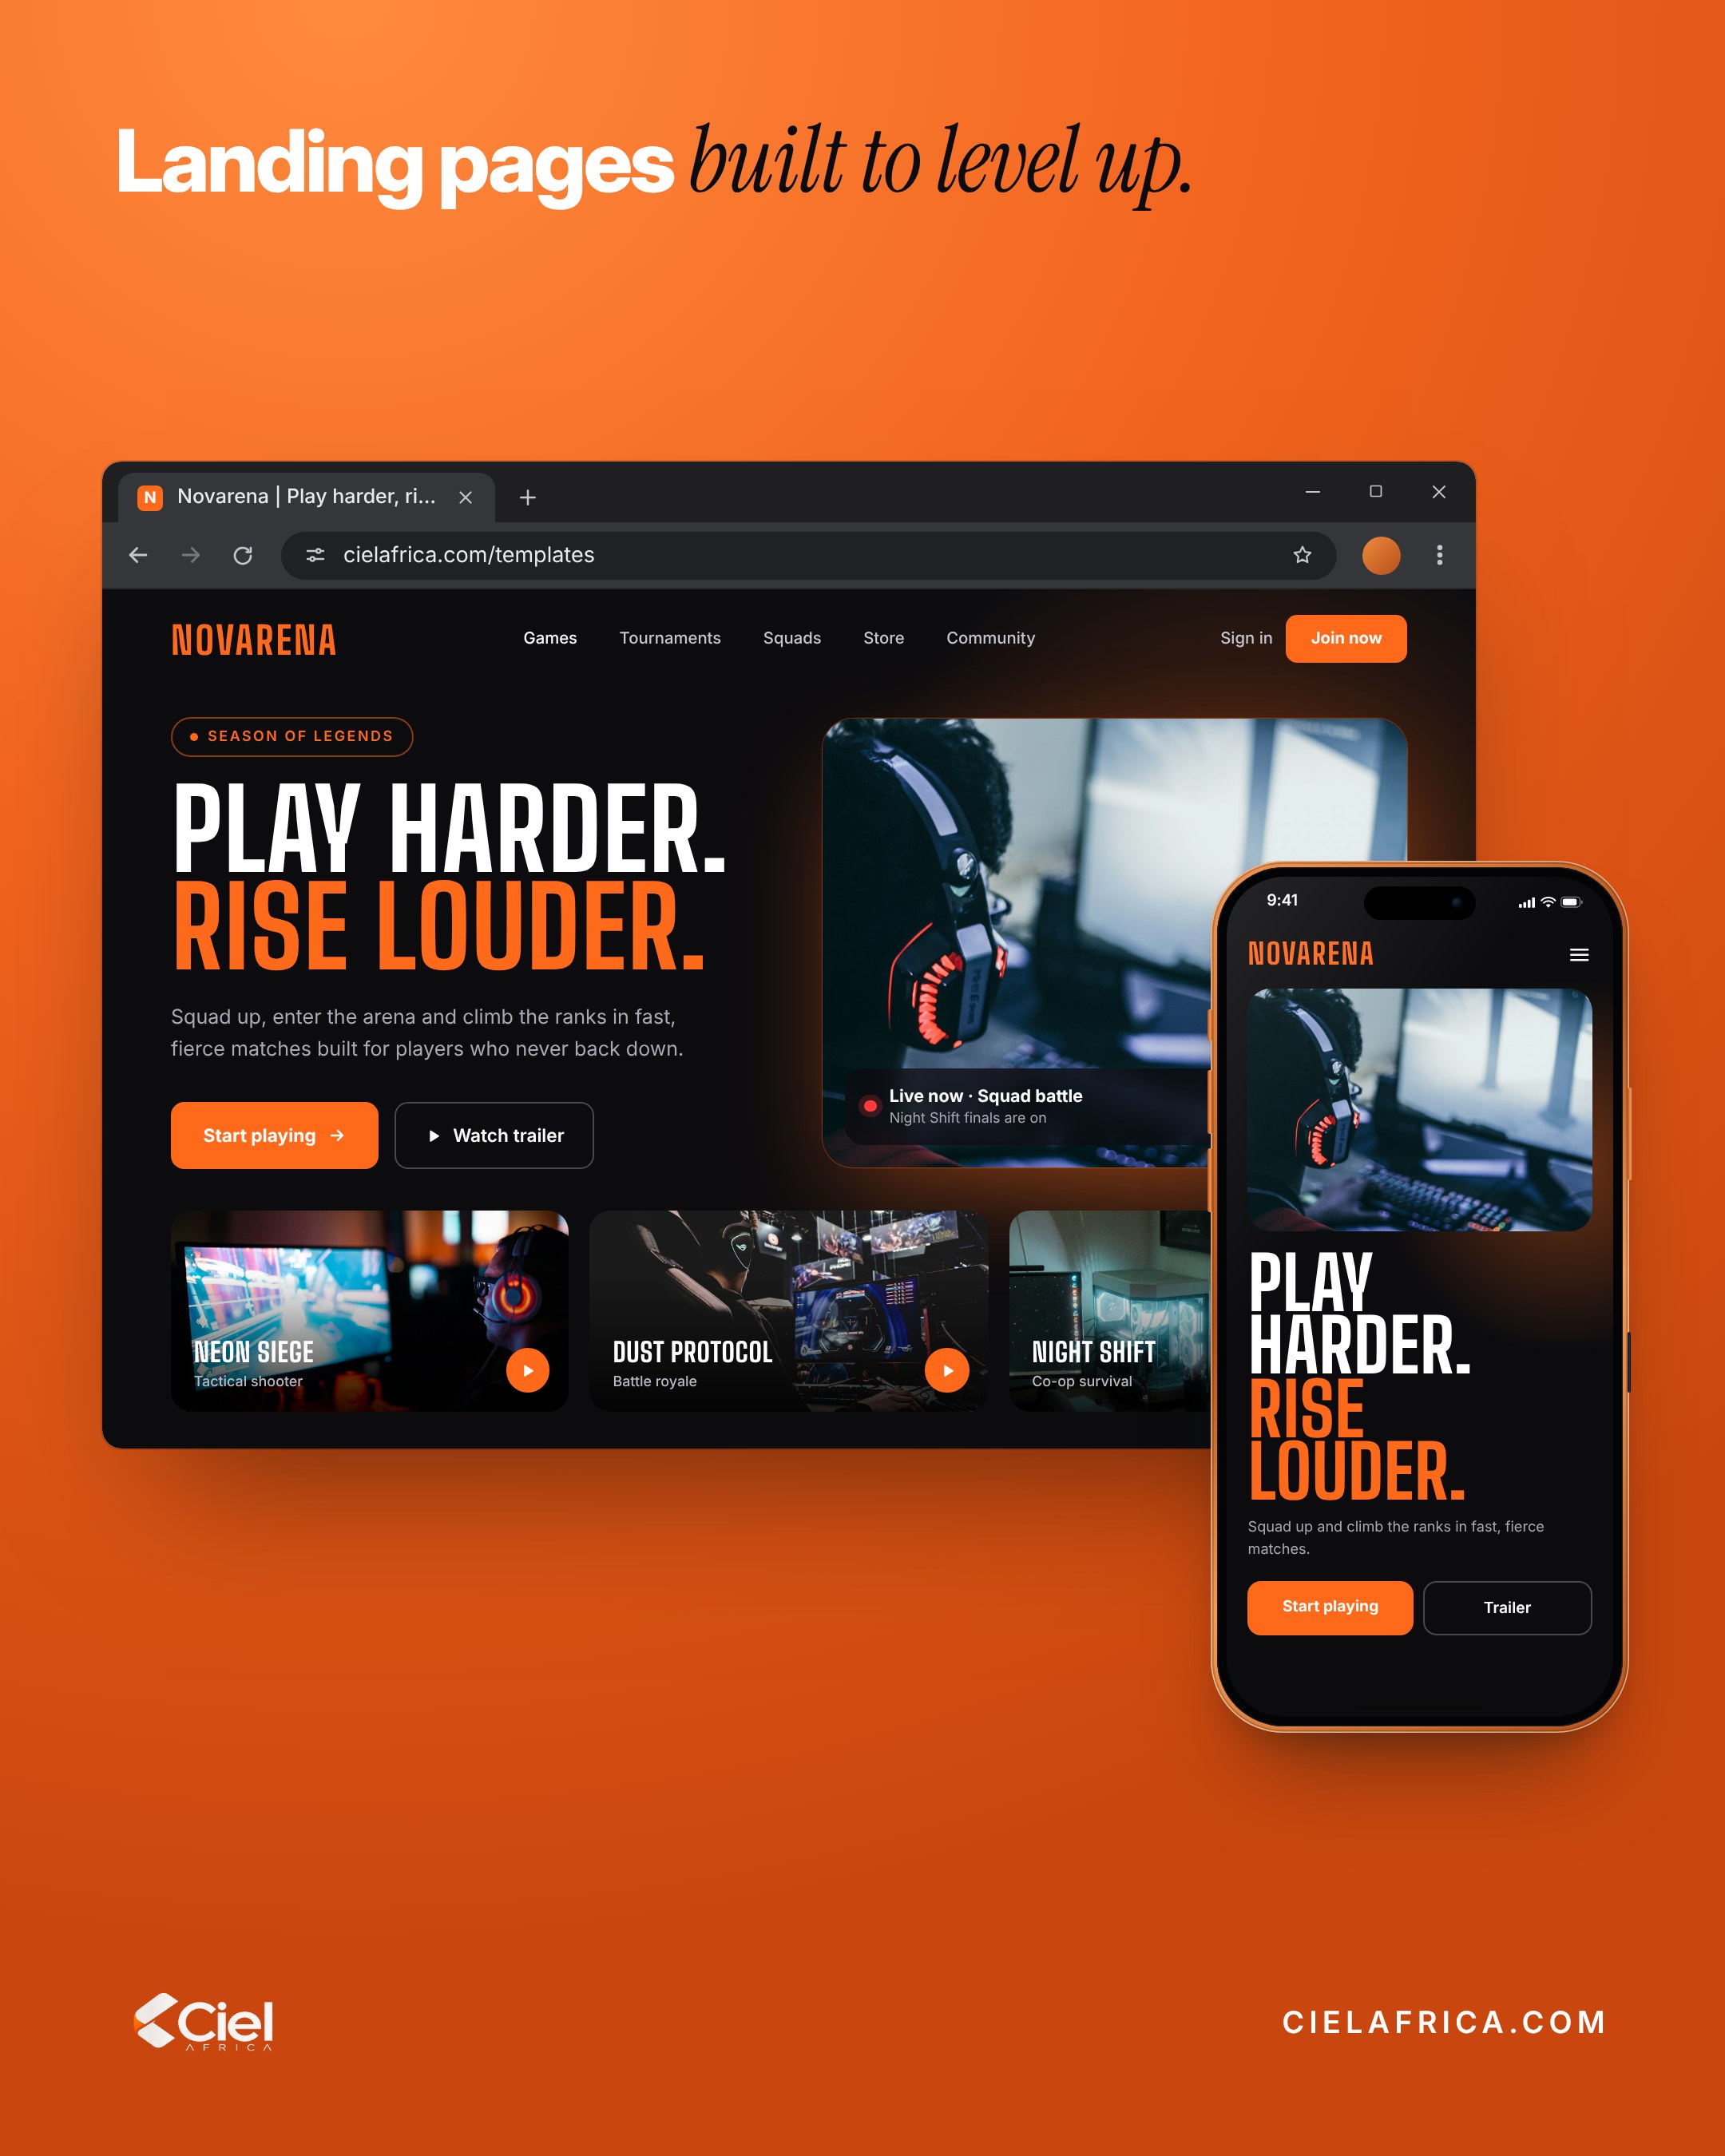 Landing pages built to level up.
N Novarena | Play harder, ri...
cielafrica.com/templates
NOVARENA
Games Tournaments Squads Store Community
Sign in Join now
SEASON OF LEGENDS
PLAY HARDER.
RISE LOUDER.
Squad up, enter the arena and climb the ranks in fast,
fierce matches built for players who never back down.
Start playing → Watch trailer
Live now · Squad battle
Night Shift finals are on
NEON SIEGE
Tactical shooter
DUST PROTOCOL
Battle royale
NIGHT SHIFT
Co-op survival
9:41
NOVARENA
PLAY
HARDER.
RISE
LOUDER.
Squad up and climb the ranks in fast, fierce
matches.
Start playing Trailer
Ciel
AFRICA
CIELAFRICA.COM